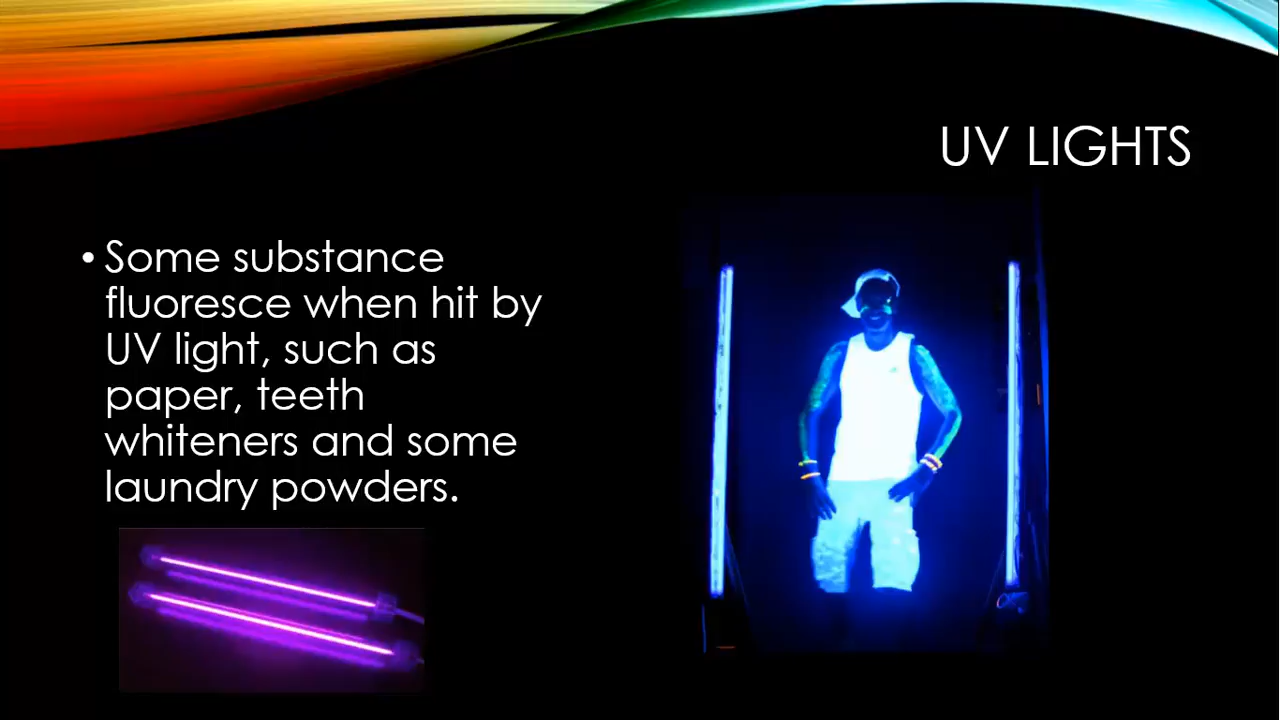 UV LIGHTS
• Some substance
fluoresce when hit by
UV light, such as
paper, teeth
whiteners and some
laundry powders.